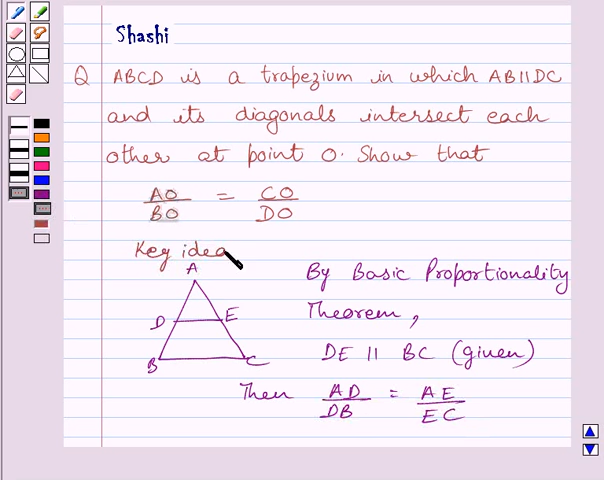 Shashi
Q ABCD is a trapezium in which AB||DC
and its diagonals intersect each
other at point O. Show that
AO/BO = CO/DO
Key idea
A
D E
B C
By Basic Proportionality
Theorem,
DE || BC (given)
Then AD/DB = AE/EC